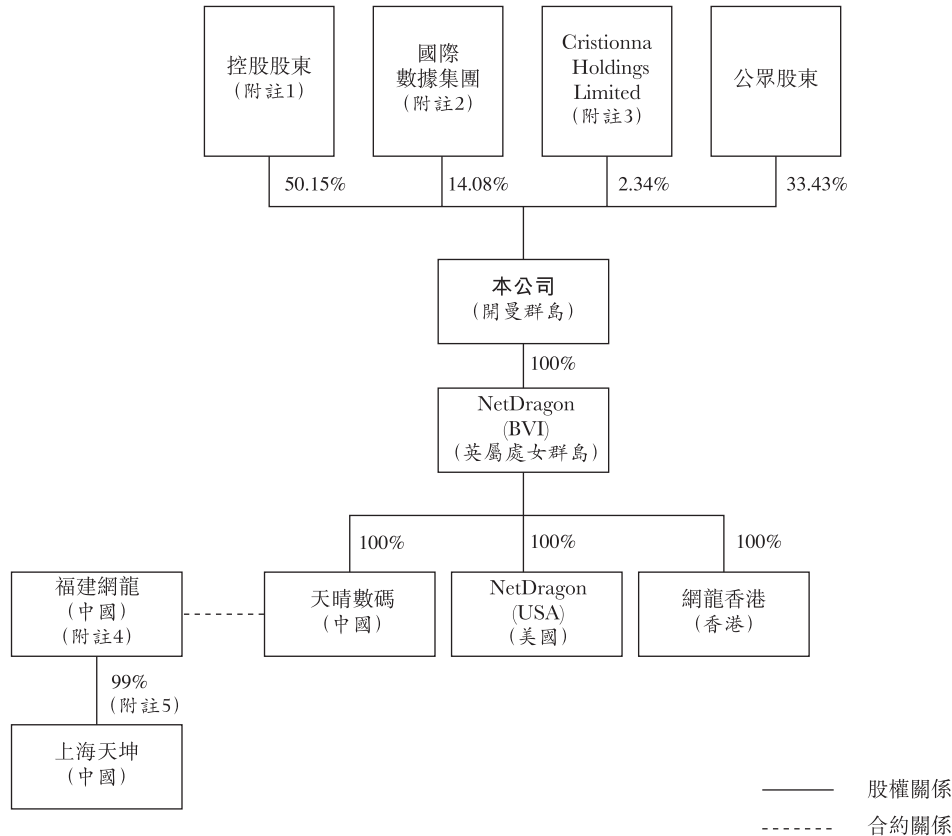 控股股東
(附註1)
國際
數據集團
(附註2)
Cristionna
Holdings
Limited
(附註3)
公眾股東
50.15%
14.08%
2.34%
33.43%
本公司
(開曼群島)
100%
NetDragon
(BVI)
(英屬處女群島)
100%
100%
100%
福建網龍
(中國)
(附註4)
天晴數碼
(中國)
NetDragon
(USA)
(美國)
網龍香港
(香港)
99%
(附註5)
上海天坤
(中國)
股權關係
合約關係